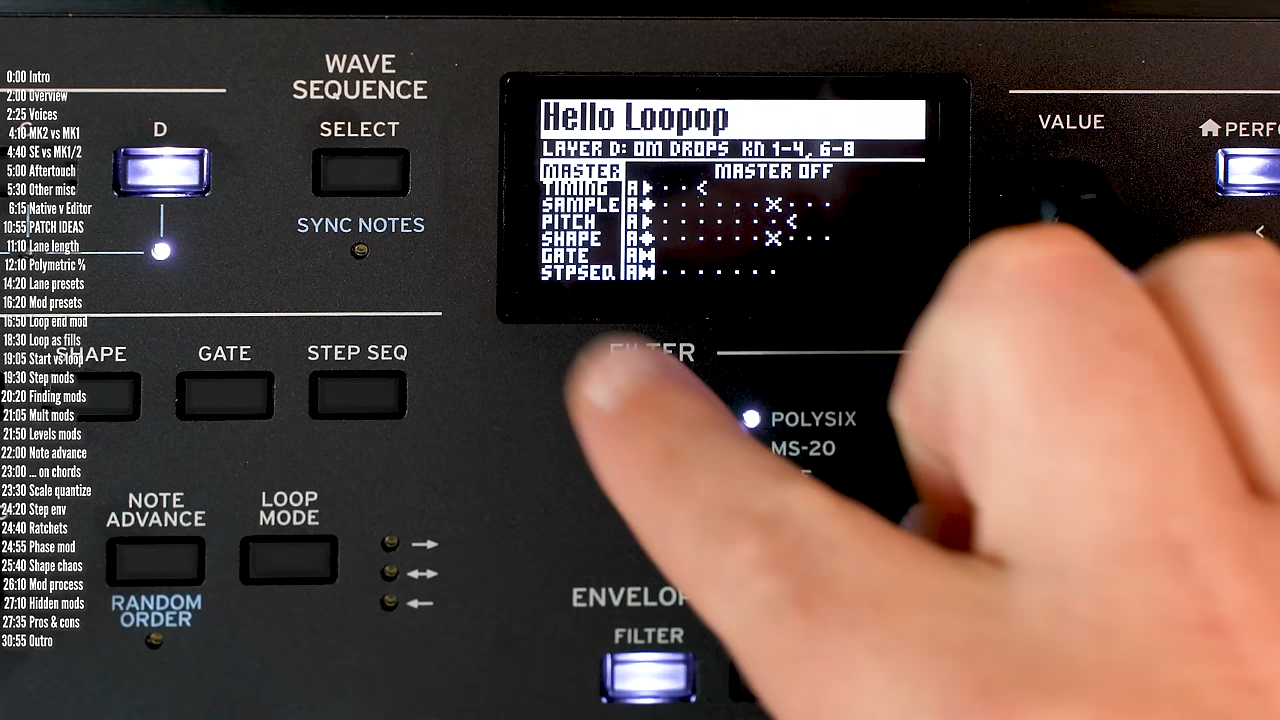 0:00 Intro
2:00 Overview
2:25 Voices
4:10 MK2 vs MK1
4:40 SE vs MK1/2
5:30 Other misc
6:15 Native v Editor
10:55 PATCH IDEAS
11:10 Lane length
12:10 Polymetric %
14:20 Lane presets
16:20 Mod presets
16:50 Loop end mod
18:30 Loop as fills
19:05 Start vs loop
19:30 Step mods
20:20 Finding mods
21:05 Mult mods
21:50 Levels mods
22:00 Note advance
23:00 ... on chords
23:30 Scale quantize
24:20 Step env
24:40 Ratchets
24:55 Phase mod
25:40 Shape chaos
26:10 Mod process
27:10 Hidden mods
27:35 Pros & cons
30:55 Outro
D
WAVE
SEQUENCE
SELECT
SYNC NOTES
Hello Loopop
LAYER D: OM DROPS KN 1-4, 6-8
MASTER MASTER OFF
TIMING A
SAMPLE A
PITCH A
SHAPE A
GATE A
STPSEQ A
VALUE
PERFO
GATE
STEP SEQ
FILTER
POLYSIX
MS-20
NOTE
ADVANCE
RANDOM
ORDER
LOOP
MODE
ENVELOP
FILTER